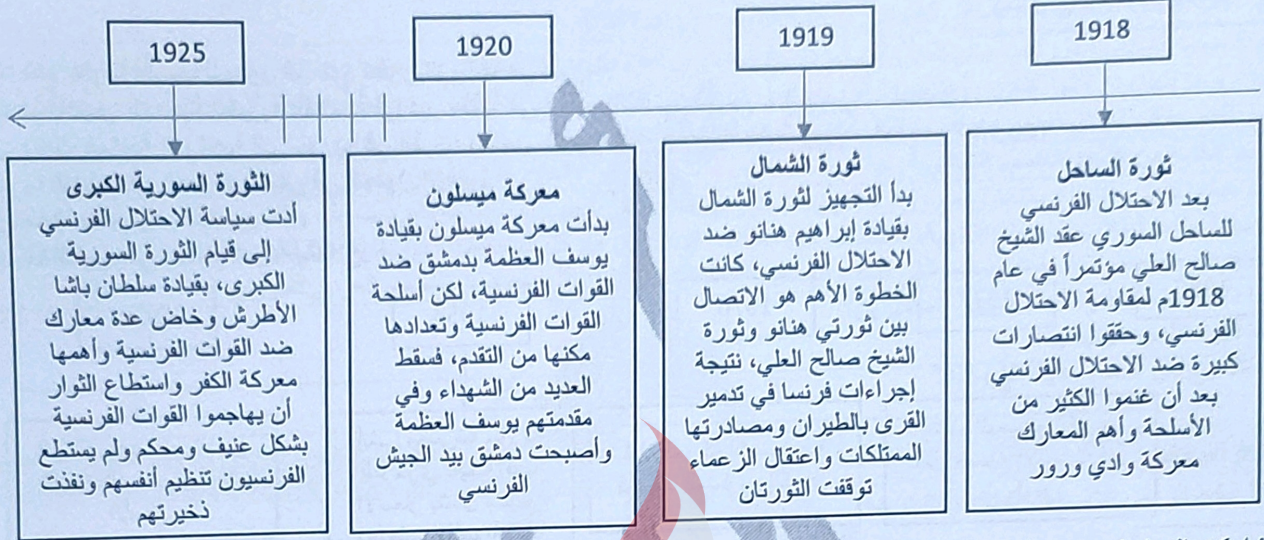 1918
ثورة الساحل
بعد الاحتلال الفرنسي
للساحل السوري عقد الشيخ
صالح العلي مؤتمراً في عام
1918م لمقاومة الاحتلال
الفرنسي، وحققوا انتصارات
كبيرة ضد الاحتلال الفرنسي
بعد أن غنموا الكثير من
الأسلحة وأهم المعارك
معركة وادي ورور
1919
ثورة الشمال
بدأ التجهيز لثورة الشمال
بقيادة إبراهيم هنانو ضد
الاحتلال الفرنسي، كانت
الخطوة الأهم هو الاتصال
بين ثورتي هنانو وثورة
الشيخ صالح العلي، نتيجة
إجراءات فرنسا في تدمير
القرى بالطيران ومصادرتها
الممتلكات واعتقال الزعماء
توقفت الثورتان
1920
معركة ميسلون
بدأت معركة ميسلون بقيادة
يوسف العظمة بدمشق ضد
القوات الفرنسية، لكن أسلحة
القوات الفرنسية وتعدادها
مكنها من التقدم، فسقط
العديد من الشهداء وفي
مقدمتهم يوسف العظمة
وأصبحت دمشق بيد الجيش
الفرنسي
1925
الثورة السورية الكبرى
أدت سياسة الاحتلال الفرنسي
إلى قيام الثورة السورية
الكبرى، بقيادة سلطان باشا
الأطرش وخاض عدة معارك
ضد القوات الفرنسية وأهمها
معركة الكفر واستطاع الثوار
أن يهاجموا القوات الفرنسية
بشكل عنيف ومحكم ولم يستطع
الفرنسيون تنظيم أنفسهم ونفذت
ذخيرتهم